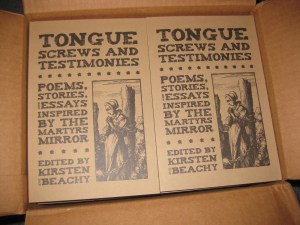 TONGUE
SCREWS AND
TESTIMONIES
POEMS,
STORIES,
ESSAYS
INSPIRED
BY THE
MARTYRS
MIRROR
EDITED BY
KIRSTEN
BEACHY
TONGUE
SCREWS AND
TESTIMONIES
POEMS,
STORIES,
ESSAYS
INSPIRED
BY THE
MARTYRS
MIRROR
EDITED BY
KIRSTEN
BEACHY